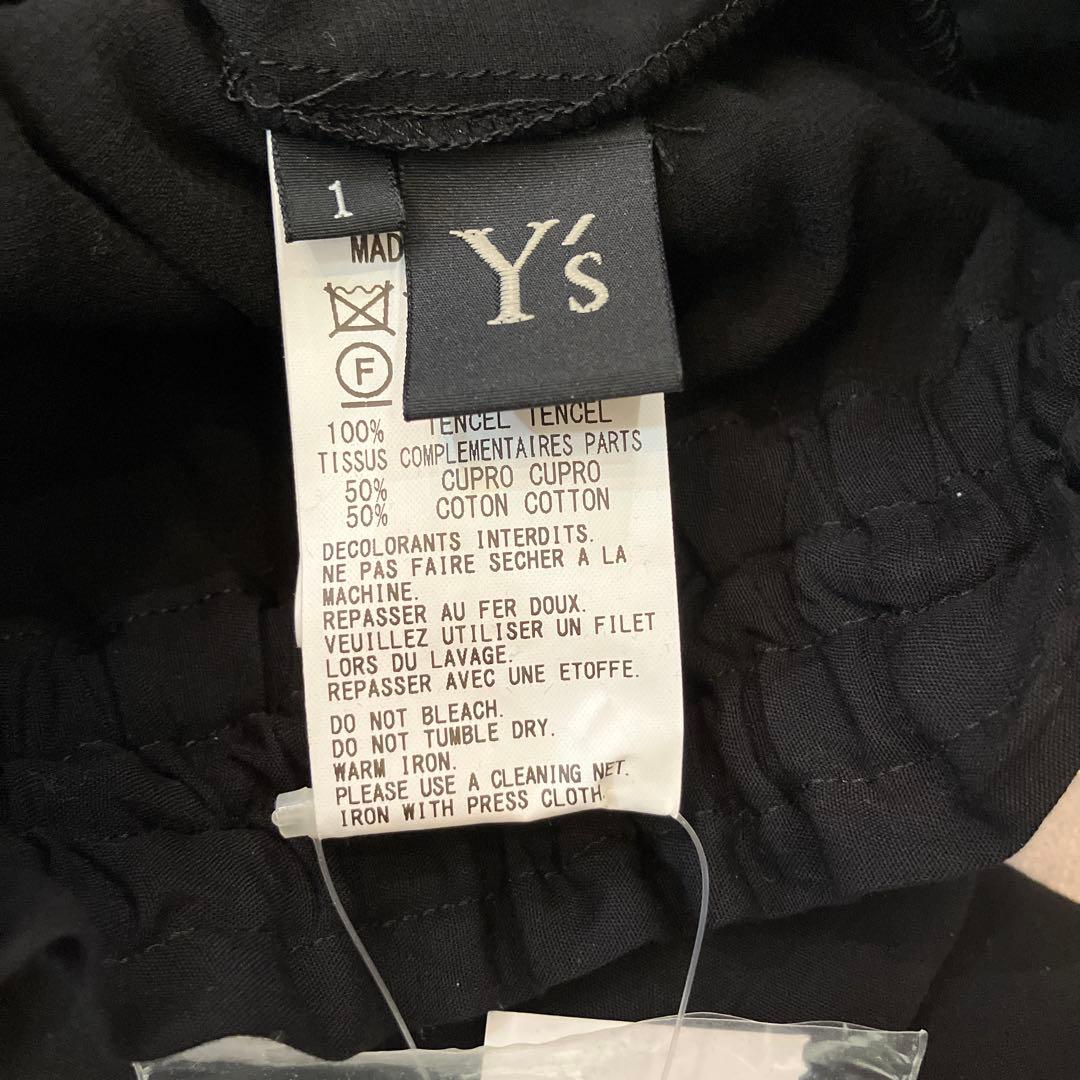 1
Y's
MAD
F
100% TENCEL TENCEL
TISSUS COMPLEMENTAIRES PARTS
50% CUPRO CUPRO
50% COTON COTTON
DECOLORANTS INTERDITS.
NE PAS FAIRE SECHER A LA
MACHINE.
REPASSER AU FER DOUX.
VEUILLEZ UTILISER UN FILET
LORS DU LAVAGE.
REPASSER AVEC UNE ETOFFE.
DO NOT BLEACH.
DO NOT TUMBLE DRY.
WARM IRON.
PLEASE USE A CLEANING NET.
IRON WITH PRESS CLOTH.